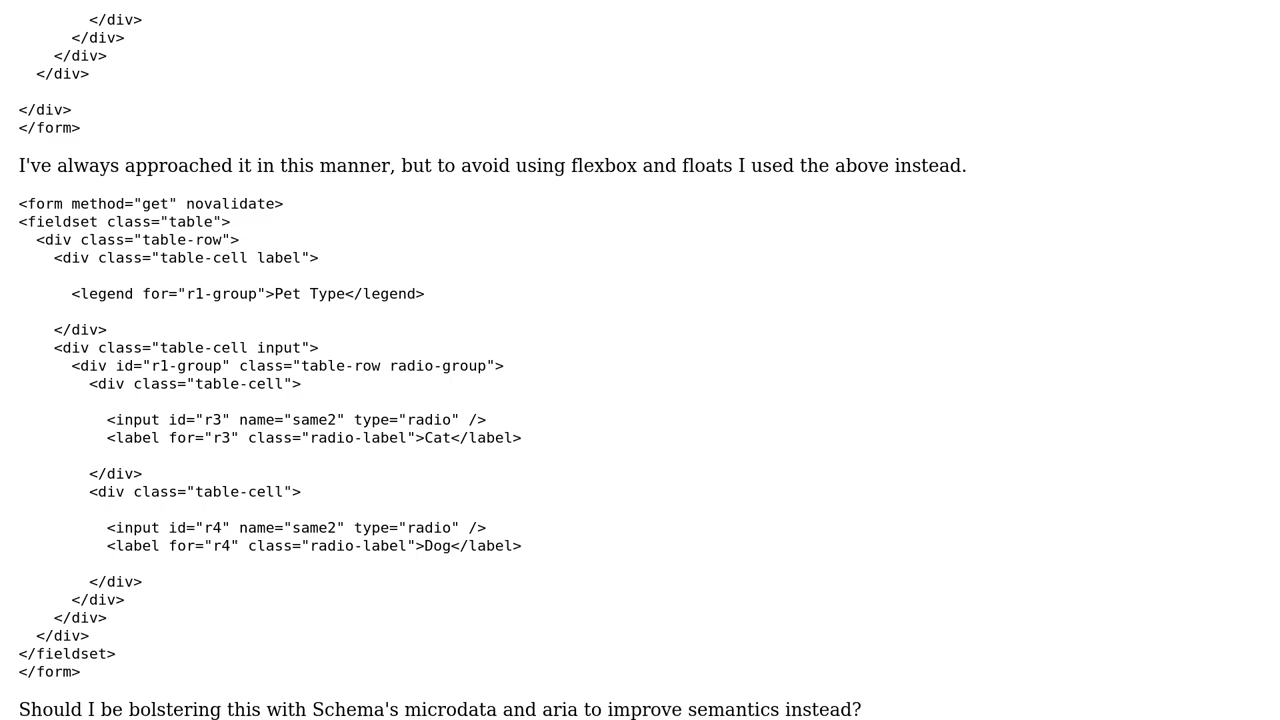 </div>
      </div>
    </div>
  </div>

</div>
</form>
I've always approached it in this manner, but to avoid using flexbox and floats I used the above instead.
<form method="get" novalidate>
<fieldset class="table">
  <div class="table-row">
    <div class="table-cell label">

      <legend for="r1-group">Pet Type</legend>

    </div>
    <div class="table-cell input">
      <div id="r1-group" class="table-row radio-group">
        <div class="table-cell">

          <input id="r3" name="same2" type="radio" />
          <label for="r3" class="radio-label">Cat</label>

        </div>
        <div class="table-cell">

          <input id="r4" name="same2" type="radio" />
          <label for="r4" class="radio-label">Dog</label>

        </div>
      </div>
    </div>
  </div>
</fieldset>
</form>
Should I be bolstering this with Schema's microdata and aria to improve semantics instead?